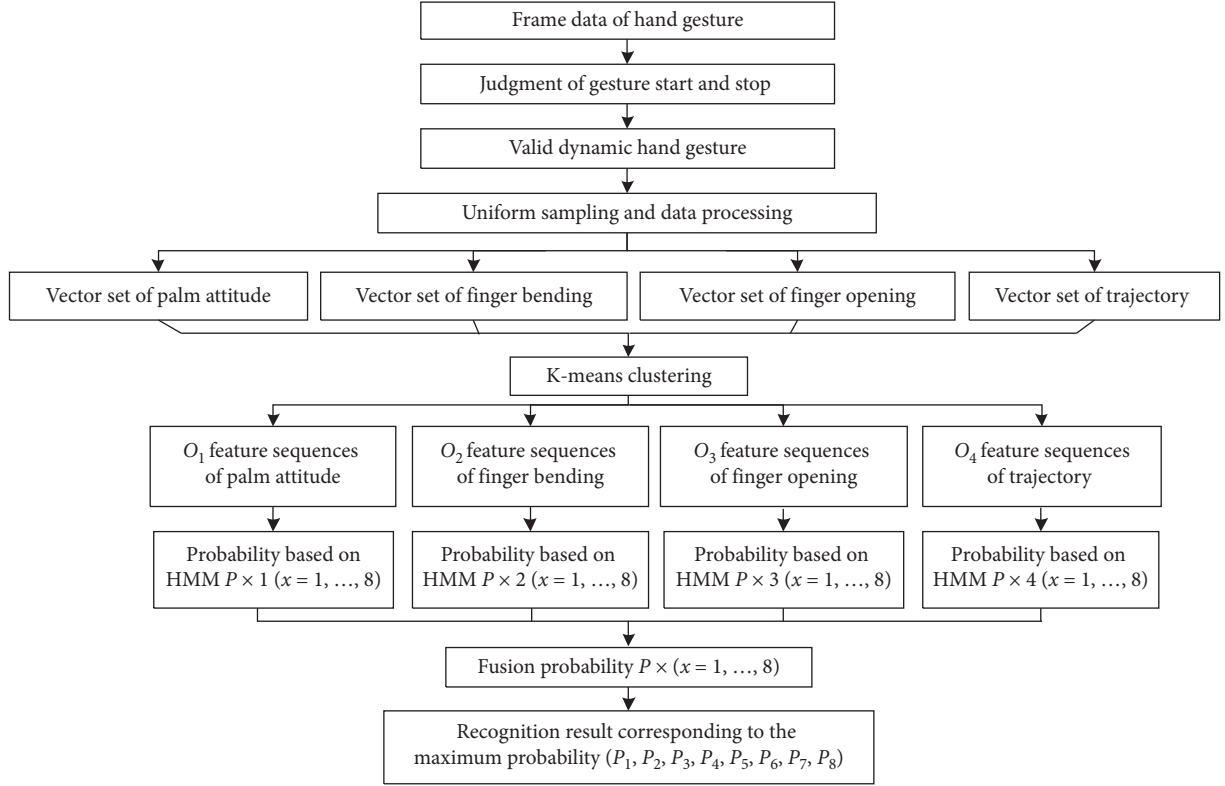 Frame data of hand gesture
Judgment of gesture start and stop
Valid dynamic hand gesture
Uniform sampling and data processing
Vector set of palm attitude
Vector set of finger bending
Vector set of finger opening
Vector set of trajectory
K-means clustering
O₁ feature sequences
of palm attitude
O₂ feature sequences
of finger bending
O₃ feature sequences
of finger opening
O₄ feature sequences
of trajectory
Probability based on
HMM P × 1 (x = 1, …, 8)
Probability based on
HMM P × 2 (x = 1, …, 8)
Probability based on
HMM P × 3 (x = 1, …, 8)
Probability based on
HMM P × 4 (x = 1, …, 8)
Fusion probability P × (x = 1, …, 8)
Recognition result corresponding to the
maximum probability (P₁, P₂, P₃, P₄, P₅, P₆, P₇, P₈)